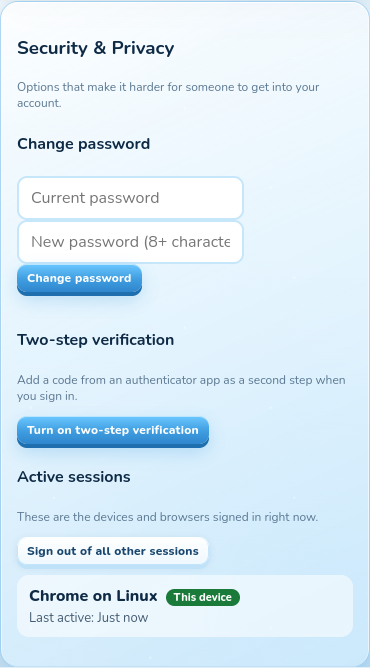 Security & Privacy
Options that make it harder for someone to get into your
account.
Change password
Current password
New password (8+ characte
Change password
Two-step verification
Add a code from an authenticator app as a second step when
you sign in.
Turn on two-step verification
Active sessions
These are the devices and browsers signed in right now.
Sign out of all other sessions
Chrome on Linux This device
Last active: Just now